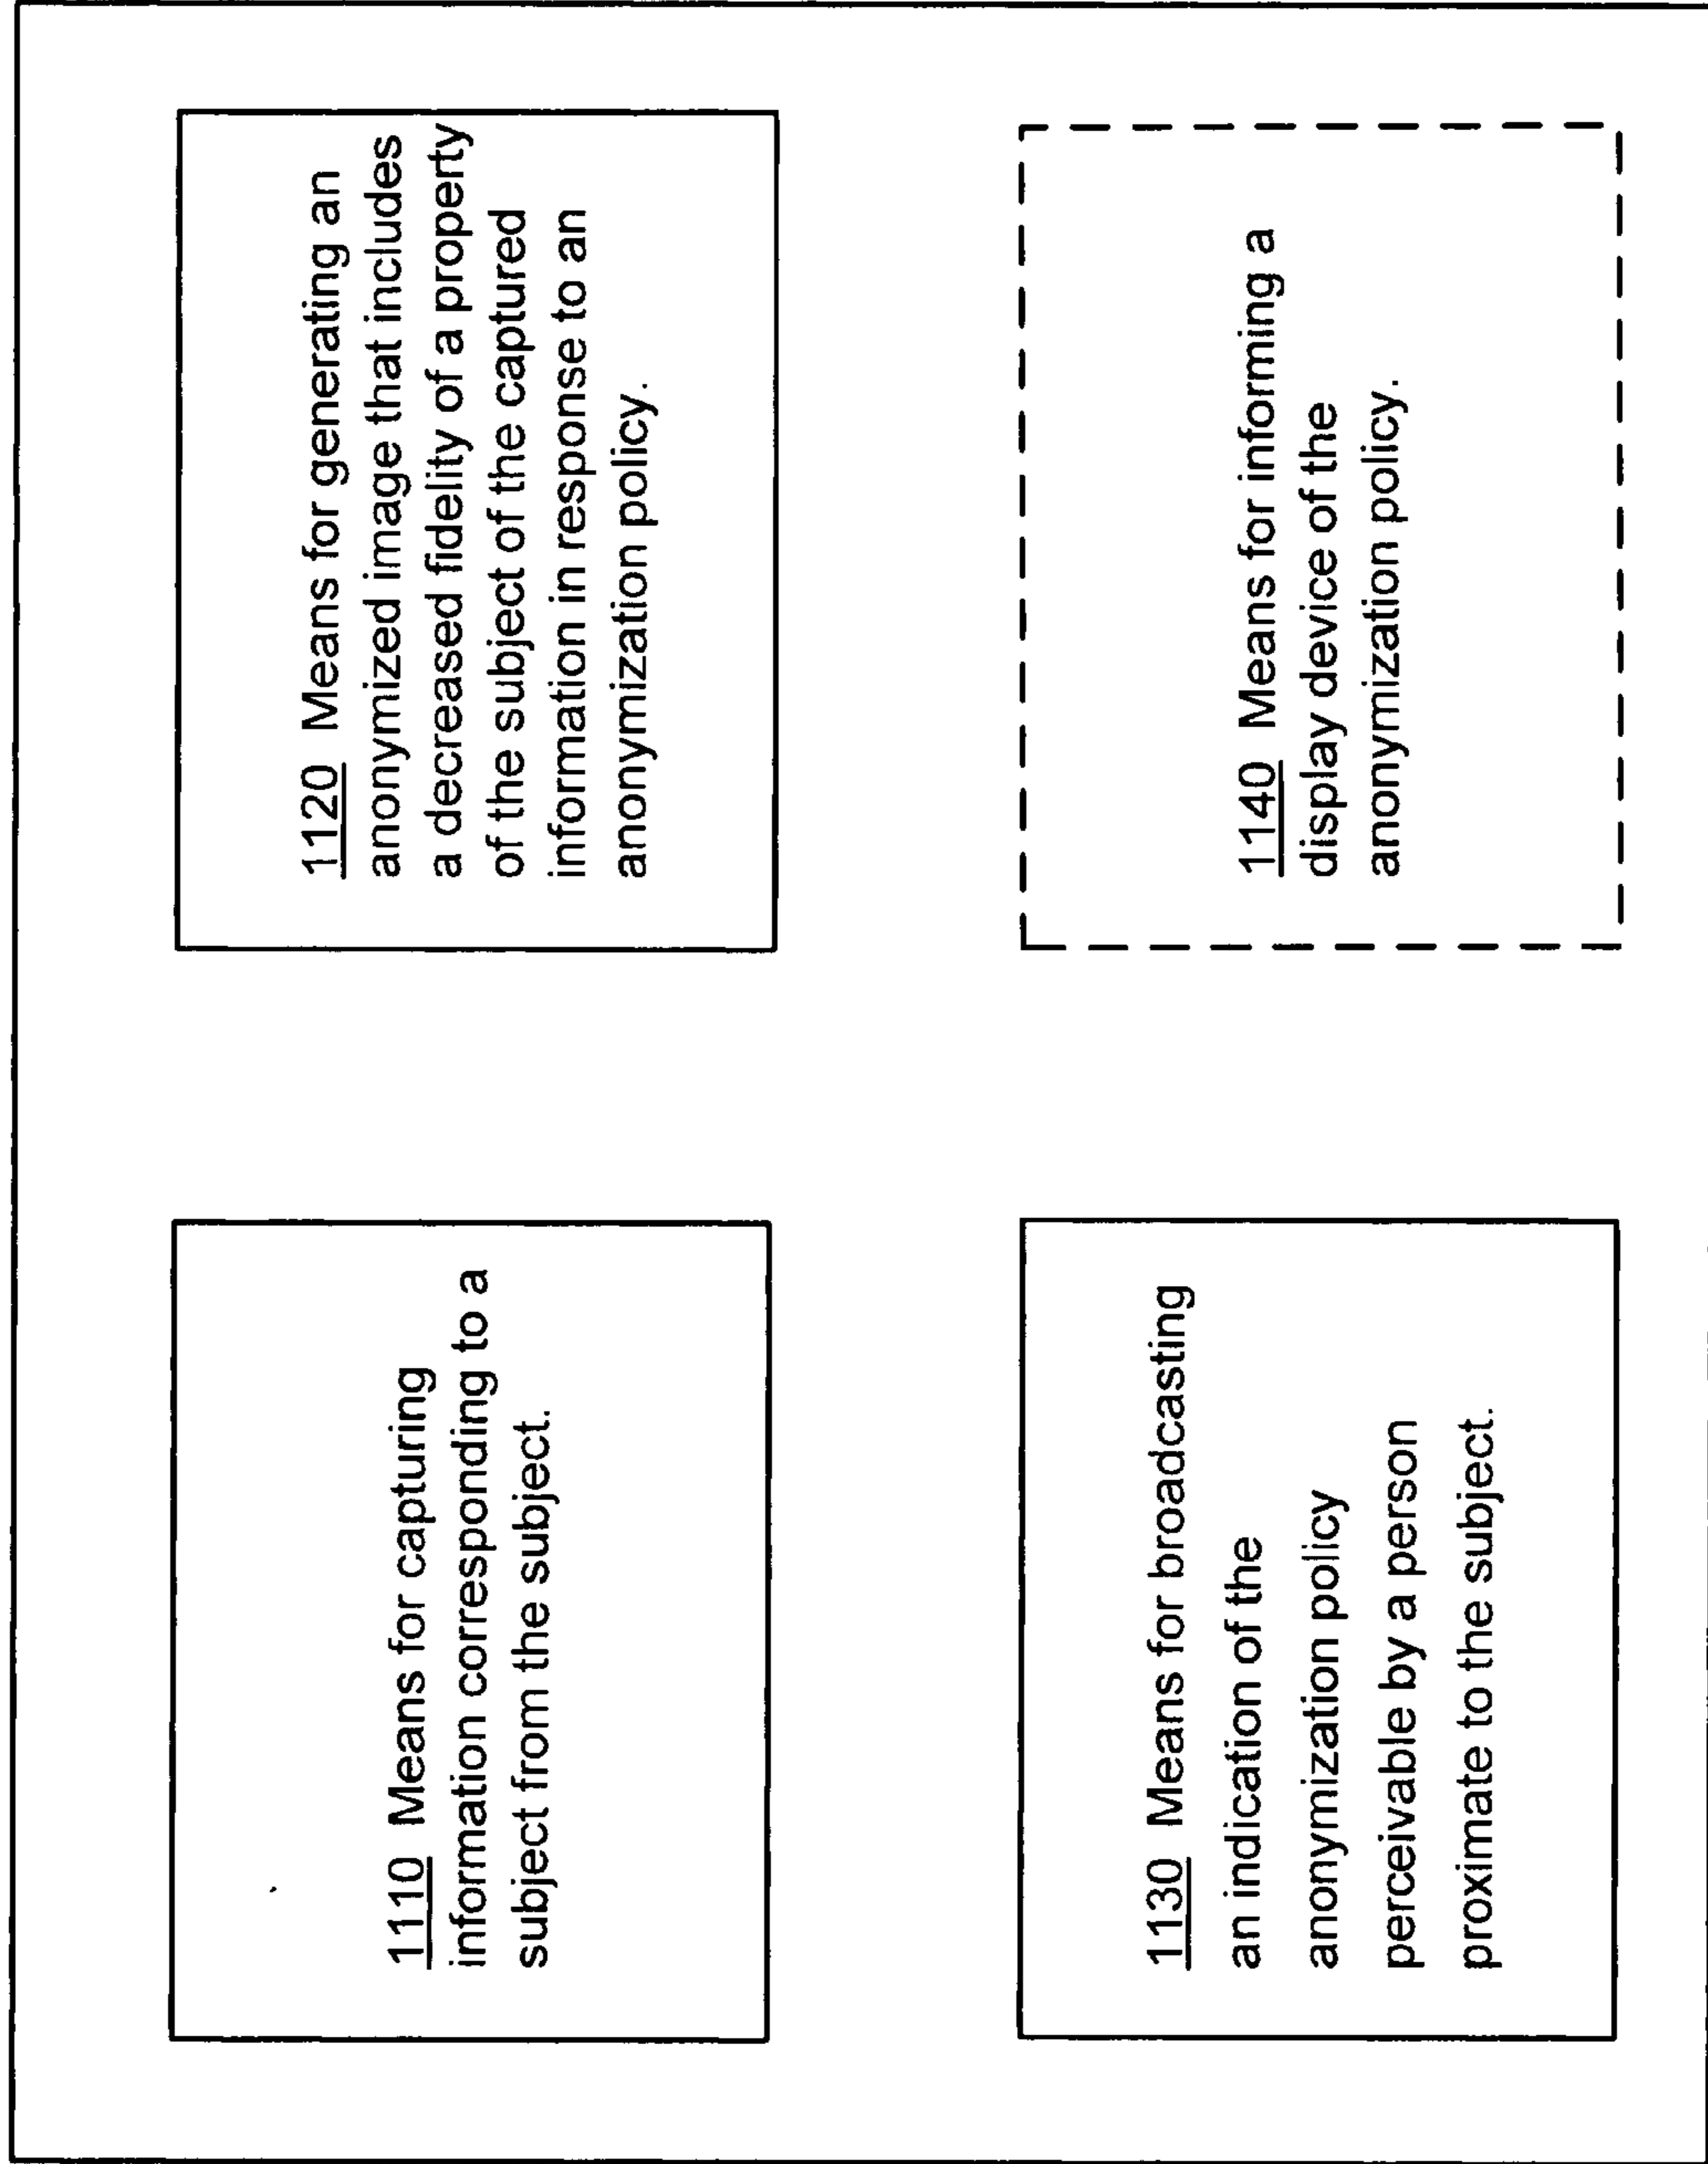 1110 Means for capturing
information corresponding to a
subject from the subject.
1120 Means for generating an
anonymized image that includes
a decreased fidelity of a property
of the subject of the captured
information in response to an
anonymization policy.
1130 Means for broadcasting
an indication of the
anonymization policy
perceivable by a person
proximate to the subject.
1140 Means for informing a
display device of the
anonymization policy.